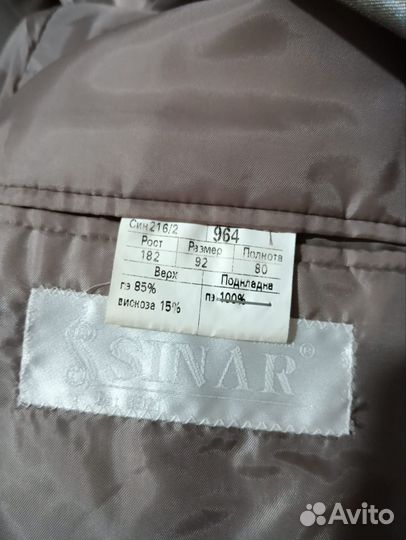 Син216/2 964
Рост Размер Полнота
182 92 80
Верх Подкладка
пэ 85% пэ 100%
вискоза 15%
SINAR®
Avito